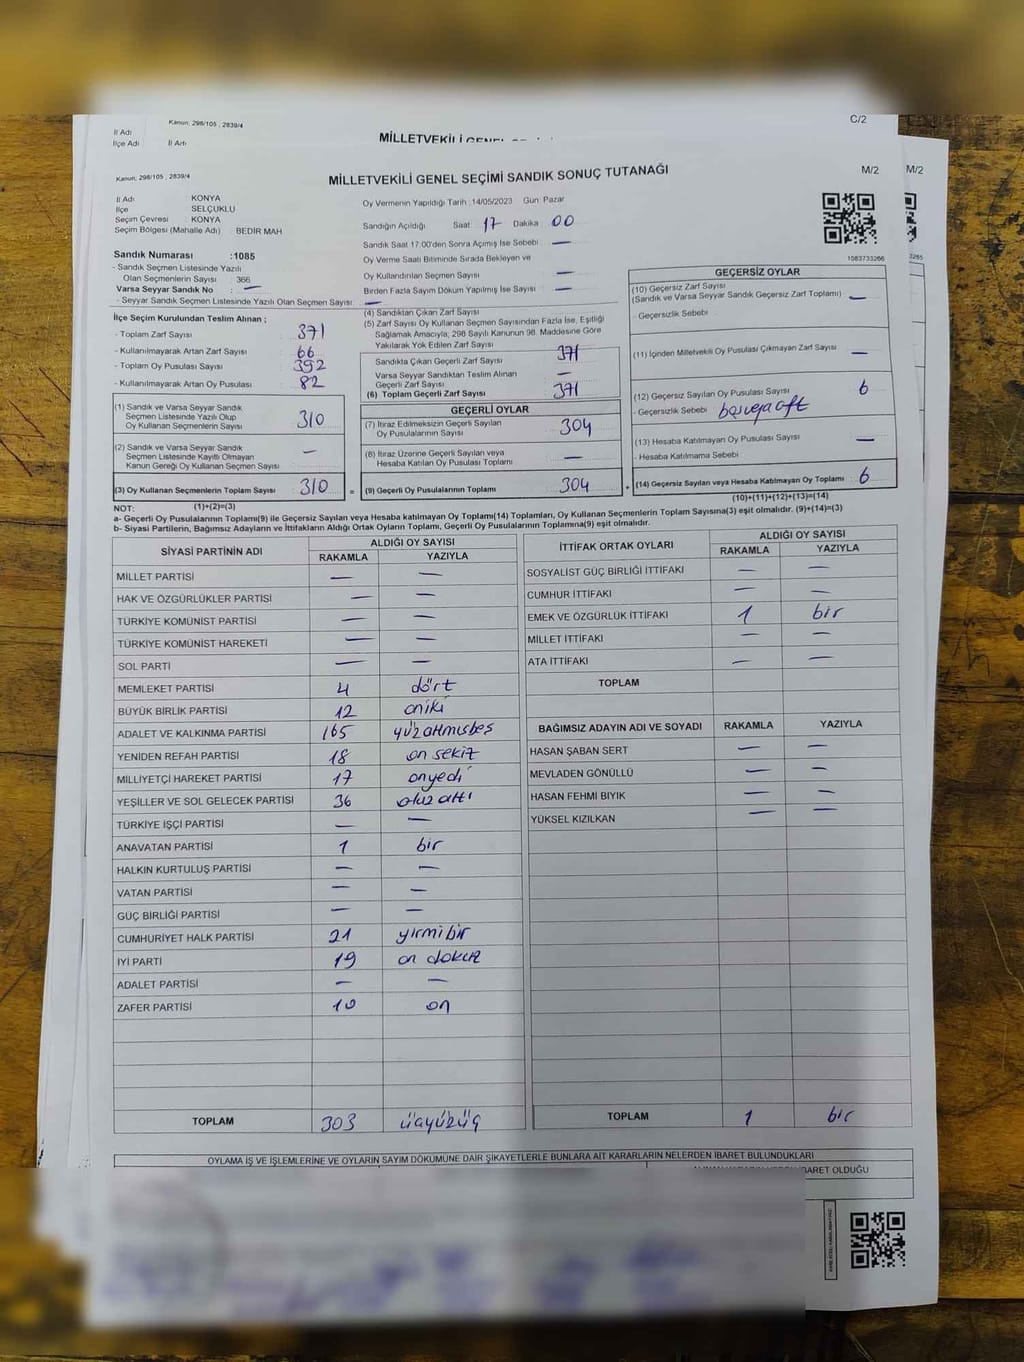 Kanun: 298/105 , 2839/4
C/2
İl Adı
İlçe Adı
İl Adı
M/2
M/2
Kanun: 298/105 , 2839/4
MİLLETVEKİLİ GENEL SEÇİMİ SANDIK SONUÇ TUTANAĞI
İl Adı KONYA
İlçe SELÇUKLU
Seçim Çevresi KONYA
Seçim Bölgesi (Mahalle Adı) : BEDİR MAH
Sandık Numarası :1085
- Sandık Seçmen Listesinde Yazılı
Olan Seçmenlerin Sayısı : 366
Varsa Seyyar Sandık No : —
- Seyyar Sandık Seçmen Listesinde Yazılı Olan Seçmen Sayısı: —
Oy Vermenin Yapıldığı Tarih :14/05/2023 Gün: Pazar
Sandığın Açıldığı Saat 17 Dakika 00
Sandık Saat 17:00'den Sonra Açımış İse Sebebi —
Oy Verme Saati Bitiminde Sırada Bekleyen ve
Oy Kullandırılan Seçmen Sayısı —
Birden Fazla Sayım Döküm Yapılmış İse Sayısı —
1083733266
İlçe Seçim Kurulundan Teslim Alınan ;
- Toplam Zarf Sayısı : 371
- Kullanılmayarak Artan Zarf Sayısı : 66
- Toplam Oy Pusulası Sayısı : 392
- Kullanılmayarak Artan Oy Pusulası : 82
(1) Sandık ve Varsa Seyyar Sandık
Seçmen Listesinde Yazılı Olup
Oy Kullanan Seçmenlerin Sayısı : 310
(2) Sandık ve Varsa Seyyar Sandık
Seçmen Listesinde Kayıtlı Olmayan
Kanun Gereği Oy Kullanan Seçmen Sayısı : —
(3) Oy Kullanan Seçmenlerin Toplam Sayısı : 310
(4) Sandıktan Çıkan Zarf Sayısı
(5) Zarf Sayısı Oy Kullanan Seçmen Sayısından Fazla İse, Eşitliği
Sağlamak Amacıyla, 298 Sayılı Kanunun 98. Maddesine Göre
Yakılarak Yok Edilen Zarf Sayısı:
Sandıkta Çıkan Geçerli Zarf Sayısı : 371
Varsa Seyyar Sandıktan Teslim Alınan
Geçerli Zarf Sayısı : —
(6) Toplam Geçerli Zarf Sayısı : 371
GEÇERLİ OYLAR
(7) İtiraz Edilmeksizin Geçerli Sayılan
Oy Pusulalarının Sayısı : 304
(8) İtiraz Üzerine Geçerli Sayılan veya
Hesaba Katılan Oy Pusulası Toplamı : —
= (9) Geçerli Oy Pusulalarının Toplamı : 304
GEÇERSİZ OYLAR
(10) Geçersiz Zarf Sayısı
(Sandık ve Varsa Seyyar Sandık Geçersiz Zarf Toplamı) : —
- Geçersizlik Sebebi :
(11) İçinden Milletvekili Oy Pusulası Çıkmayan Zarf Sayısı : —
(12) Geçersiz Sayılan Oy Pusulası Sayısı : 6
- Geçersizlik Sebebi
(13) Hesaba Katılmayan Oy Pusulası Sayısı : —
- Hesaba Katılmama Sebebi :
+ (14) Geçersiz Sayılan veya Hesaba Katılmayan Oy Toplamı : 6
NOT: (1)+(2)=(3)
(10)+(11)+(12)+(13)=(14)
a- Geçerli Oy Pusulalarının Toplamı(9) ile Geçersiz Sayılan veya Hesaba katılmayan Oy Toplamı(14) Toplamları, Oy Kullanan Seçmenlerin Toplam Sayısına(3) eşit olmalıdır. (9)+(14)=(3)
b- Siyasi Partilerin, Bağımsız Adayların ve İttifakların Aldığı Ortak Oyların Toplamı, Geçerli Oy Pusulalarının Toplamına(9) eşit olmalıdır.
SİYASİ PARTİNİN ADI
ALDIĞI OY SAYISI
RAKAMLA YAZIYLA
MİLLET PARTİSİ — —
HAK VE ÖZGÜRLÜKLER PARTİSİ — —
TÜRKİYE KOMÜNİST PARTİSİ — —
TÜRKİYE KOMÜNİST HAREKETİ — —
SOL PARTİ — —
MEMLEKET PARTİSİ 4 dört
BÜYÜK BİRLİK PARTİSİ 12 oniki
ADALET VE KALKINMA PARTİSİ 165 yüzaltmışbeş
YENİDEN REFAH PARTİSİ 18 on sekiz
MİLLİYETÇİ HAREKET PARTİSİ 17 onyedi
YEŞİLLER VE SOL GELECEK PARTİSİ 36 otuz altı
TÜRKİYE İŞÇİ PARTİSİ — —
ANAVATAN PARTİSİ 1 bir
HALKIN KURTULUŞ PARTİSİ — —
VATAN PARTİSİ — —
GÜÇ BİRLİĞİ PARTİSİ — —
CUMHURİYET HALK PARTİSİ 21 yirmibir
İYİ PARTİ 19 on dokuz
ADALET PARTİSİ — —
ZAFER PARTİSİ 10 on
TOPLAM 303 üçyüzüç
İTTİFAK ORTAK OYLARI
ALDIĞI OY SAYISI
RAKAMLA YAZIYLA
SOSYALİST GÜÇ BİRLİĞİ İTTİFAKI — —
CUMHUR İTTİFAKI — —
EMEK VE ÖZGÜRLÜK İTTİFAKI 1 bir
MİLLET İTTİFAKI — —
ATA İTTİFAKI — —
TOPLAM
BAĞIMSIZ ADAYIN ADI VE SOYADI RAKAMLA YAZIYLA
HASAN ŞABAN SERT — —
MEVLADEN GÖNÜLLÜ — —
HASAN FEHMİ BIYIK — —
YÜKSEL KIZILKAN — —
TOPLAM 1 bir
OYLAMA İŞ VE İŞLEMLERİNE VE OYLARIN SAYIM DÖKÜMÜNE DAİR ŞİKAYETLERLE BUNLARA AİT KARARLARIN NELERDEN İBARET BULUNDUKLARI
İBARET OLDUĞU